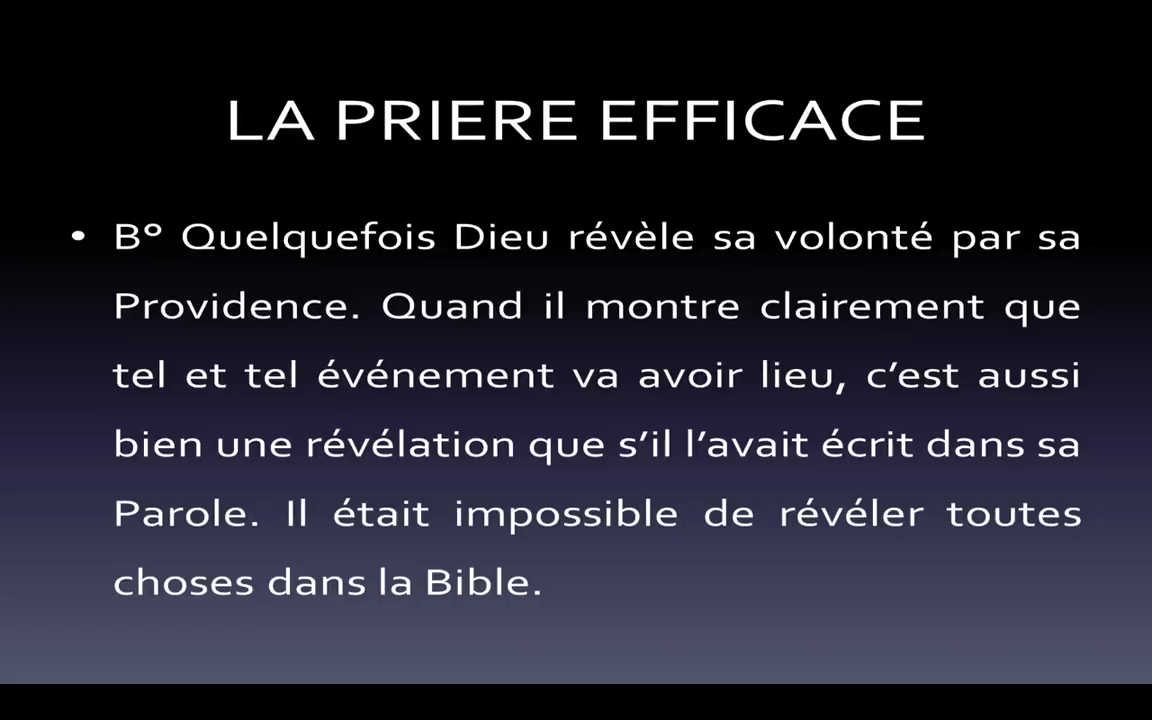 LA PRIERE EFFICACE
• B° Quelquefois Dieu révèle sa volonté par sa
Providence. Quand il montre clairement que
tel et tel événement va avoir lieu, c’est aussi
bien une révélation que s’il l’avait écrit dans sa
Parole. Il était impossible de révéler toutes
choses dans la Bible.